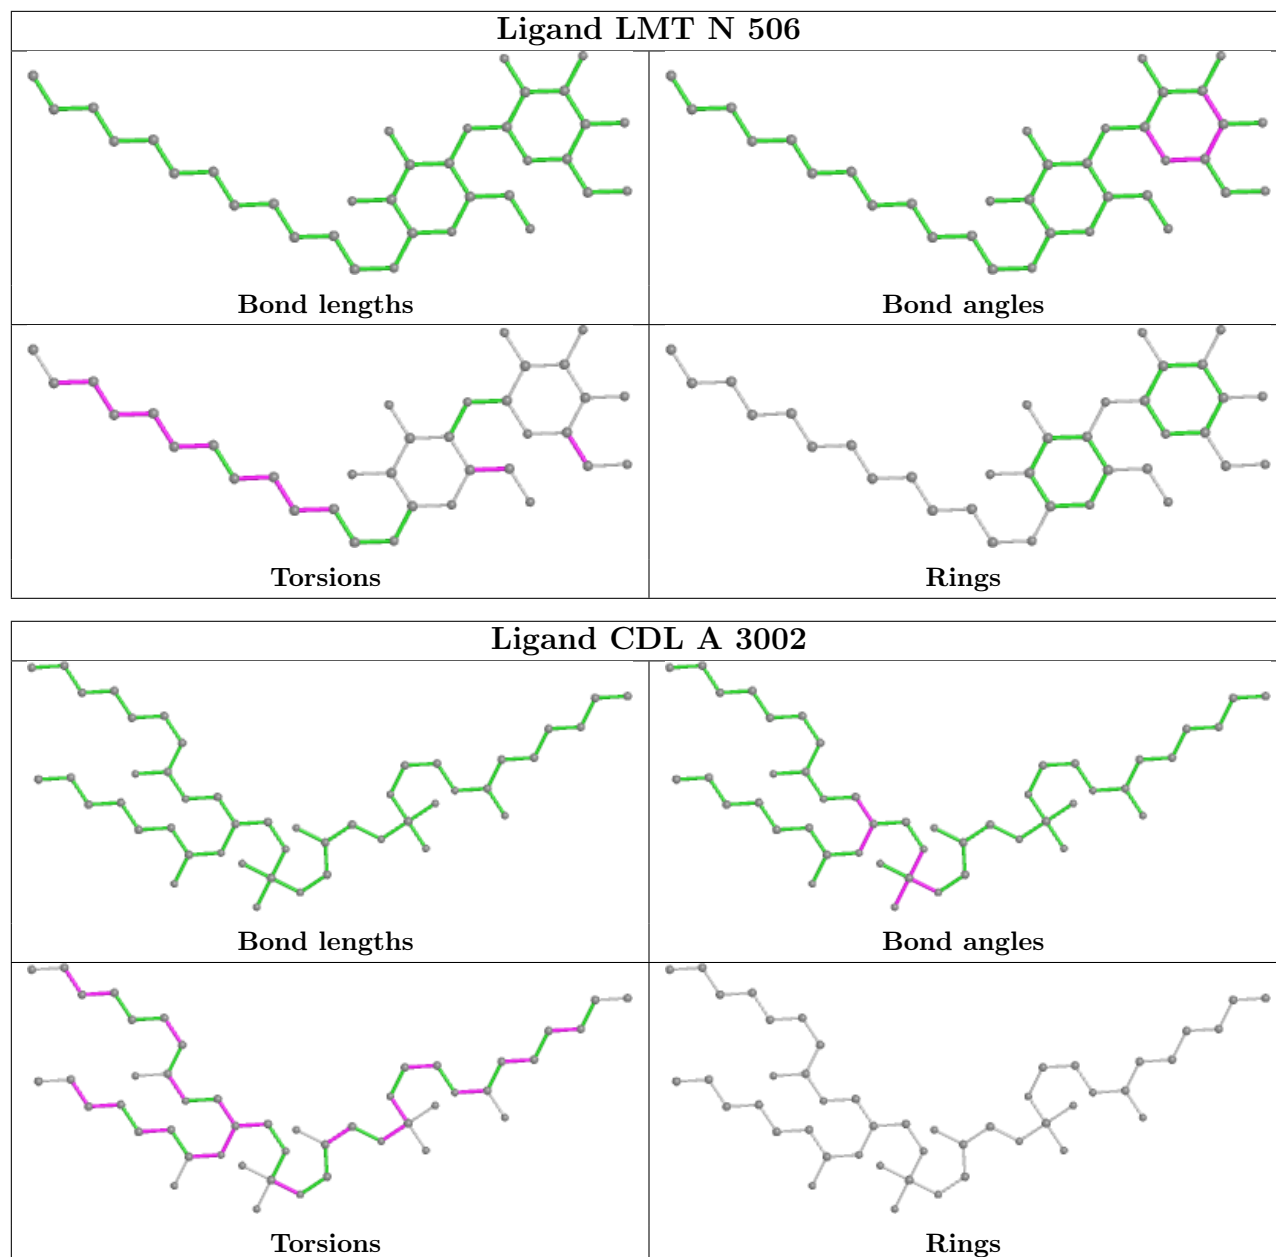 Ligand LMT N 506
Bond lengths
Bond angles
Torsions
Rings
Ligand CDL A 3002
Bond lengths
Bond angles
Torsions
Rings